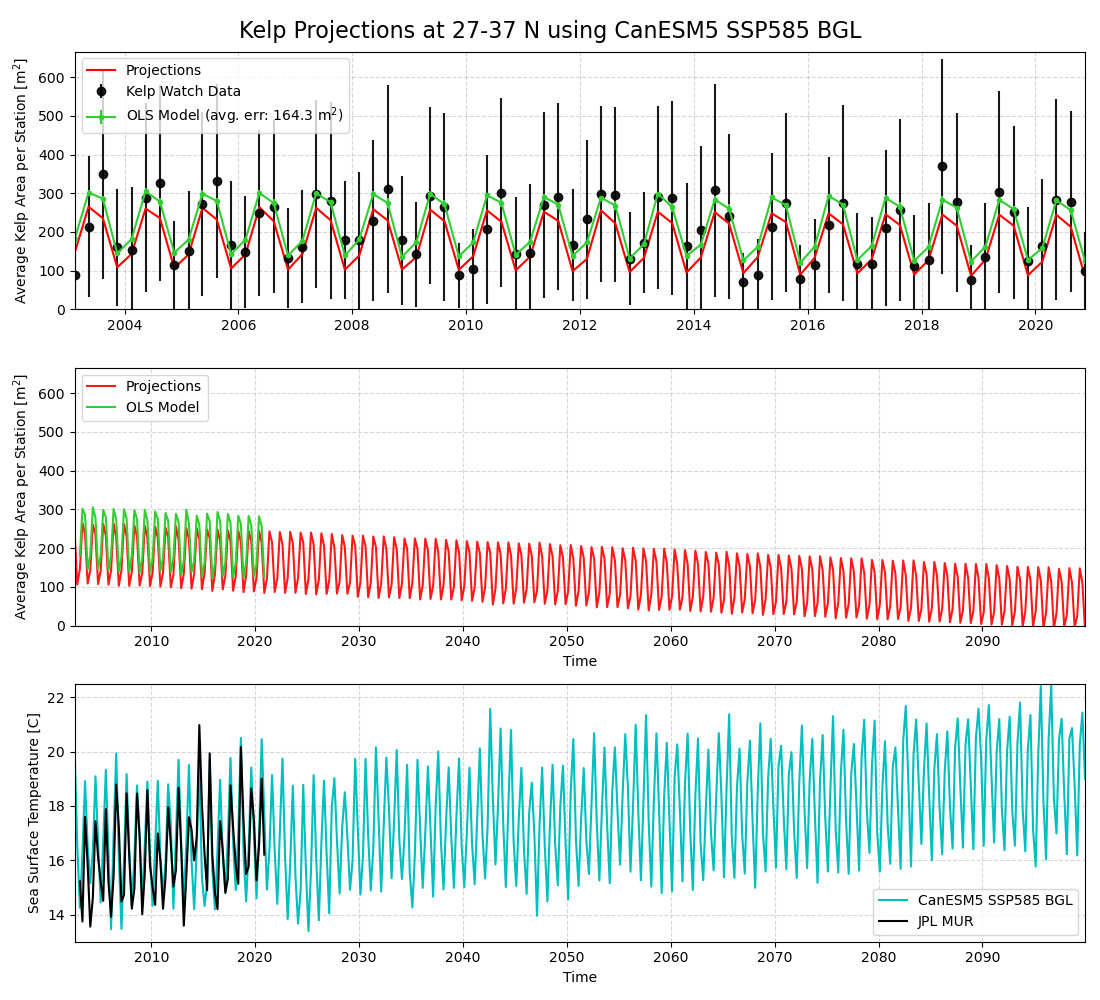 Kelp Projections at 27-37 N using CanESM5 SSP585 BGL
Average Kelp Area per Station [m²]
600
500
400
300
200
100
0
Projections
Kelp Watch Data
OLS Model (avg. err: 164.3 m²)
2004 2006 2008 2010 2012 2014 2016 2018 2020
Average Kelp Area per Station [m²]
600
500
400
300
200
100
0
Projections
OLS Model
2010 2020 2030 2040 2050 2060 2070 2080 2090
Time
Sea Surface Temperature [C]
22
20
18
16
14
CanESM5 SSP585 BGL
JPL MUR
2010 2020 2030 2040 2050 2060 2070 2080 2090
Time